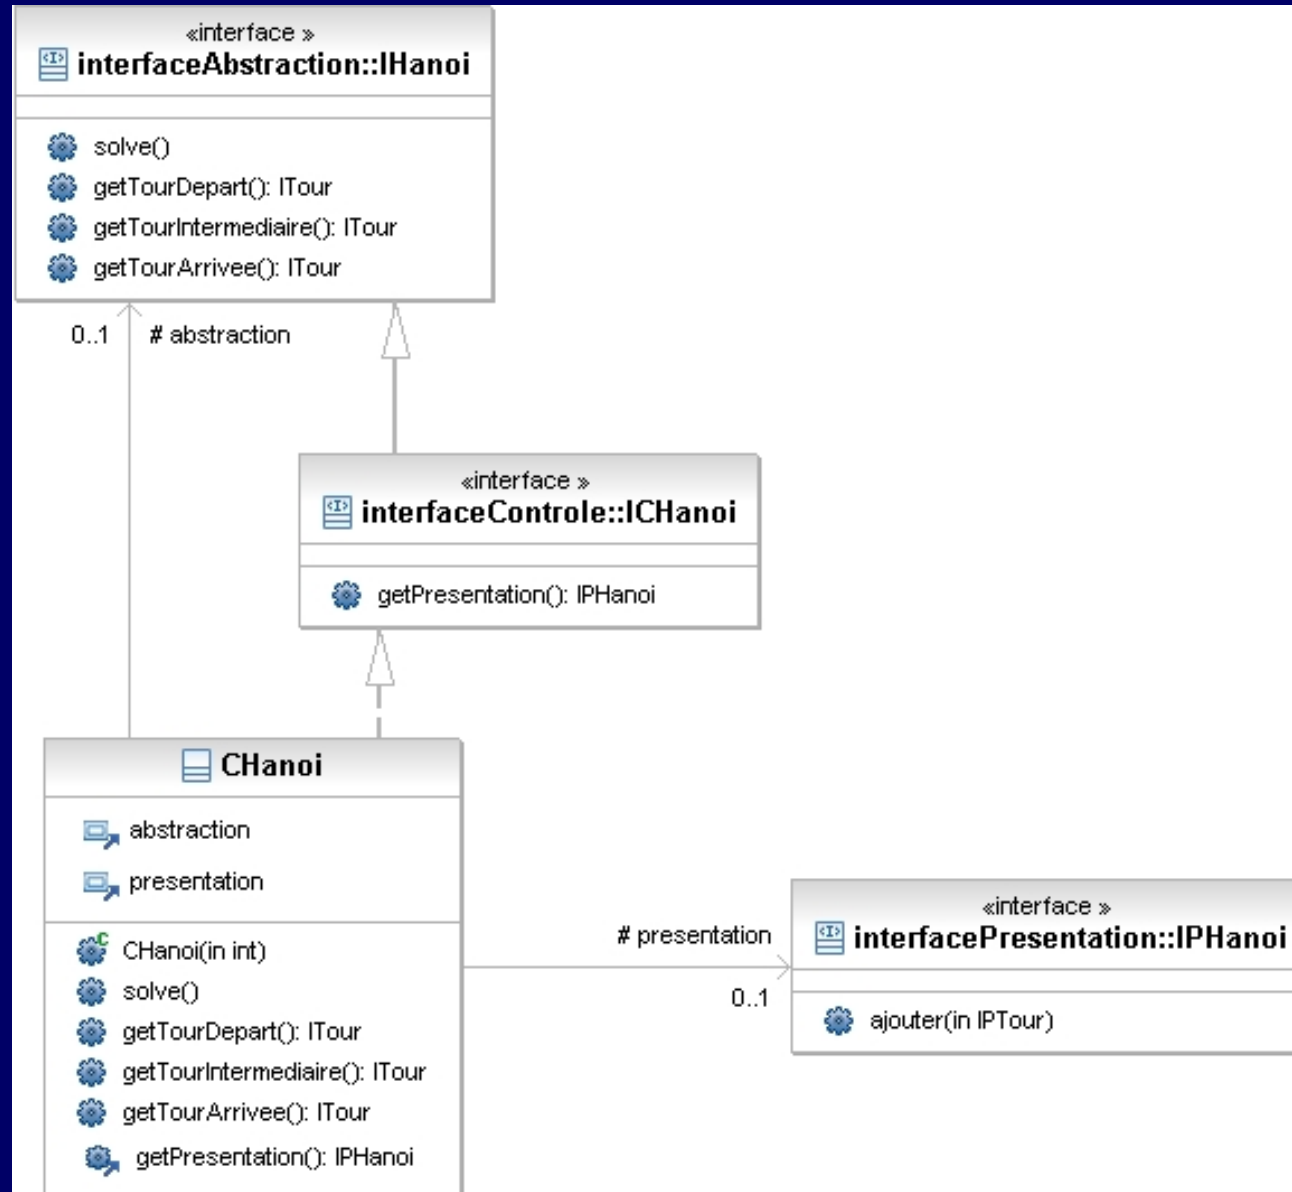 «interface »
interfaceAbstraction::IHanoi
solve()
getTourDepart(): ITour
getTourIntermediaire(): ITour
getTourArrivee(): ITour
0..1
# abstraction
«interface »
interfaceControle::ICHanoi
getPresentation(): IPHanoi
CHanoi
abstraction
presentation
CHanoi(in int)
solve()
getTourDepart(): ITour
getTourIntermediaire(): ITour
getTourArrivee(): ITour
getPresentation(): IPHanoi
# presentation
0..1
«interface »
interfacePresentation::IPHanoi
ajouter(in IPTour)